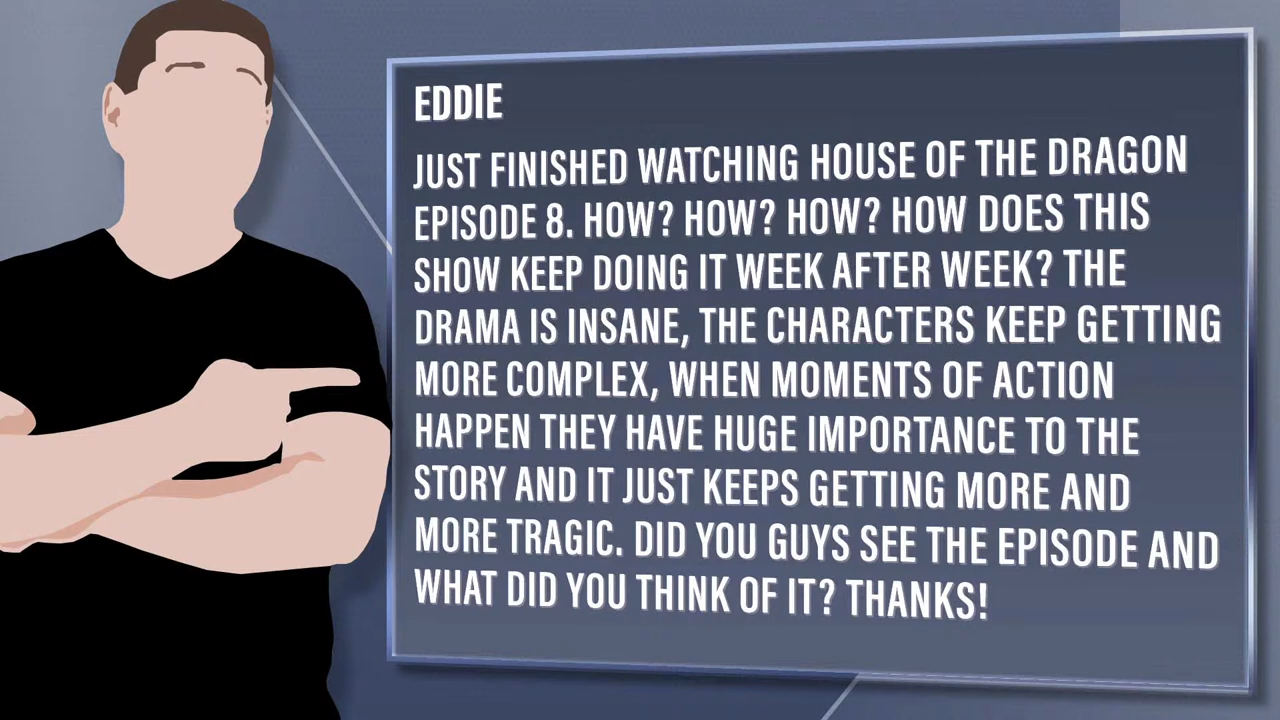 EDDIE
JUST FINISHED WATCHING HOUSE OF THE DRAGON
EPISODE 8. HOW? HOW? HOW? HOW DOES THIS
SHOW KEEP DOING IT WEEK AFTER WEEK? THE
DRAMA IS INSANE, THE CHARACTERS KEEP GETTING
MORE COMPLEX, WHEN MOMENTS OF ACTION
HAPPEN THEY HAVE HUGE IMPORTANCE TO THE
STORY AND IT JUST KEEPS GETTING MORE AND
MORE TRAGIC. DID YOU GUYS SEE THE EPISODE AND
WHAT DID YOU THINK OF IT? THANKS!